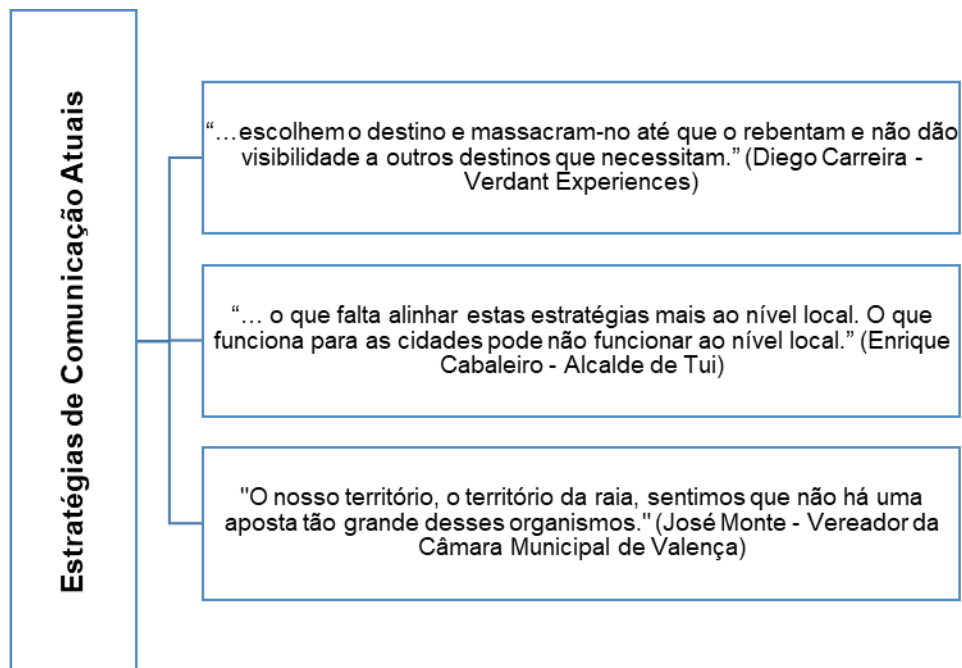 Estratégias de Comunicação Atuais
“…escolhem o destino e massacram-no até que o rebentam e não dão
visibilidade a outros destinos que necessitam.” (Diego Carreira -
Verdant Experiences)
“… o que falta alinhar estas estratégias mais ao nível local. O que
funciona para as cidades pode não funcionar ao nível local.” (Enrique
Cabaleiro - Alcalde de Tui)
"O nosso território, o território da raia, sentimos que não há uma
aposta tão grande desses organismos." (José Monte - Vereador da
Câmara Municipal de Valença)